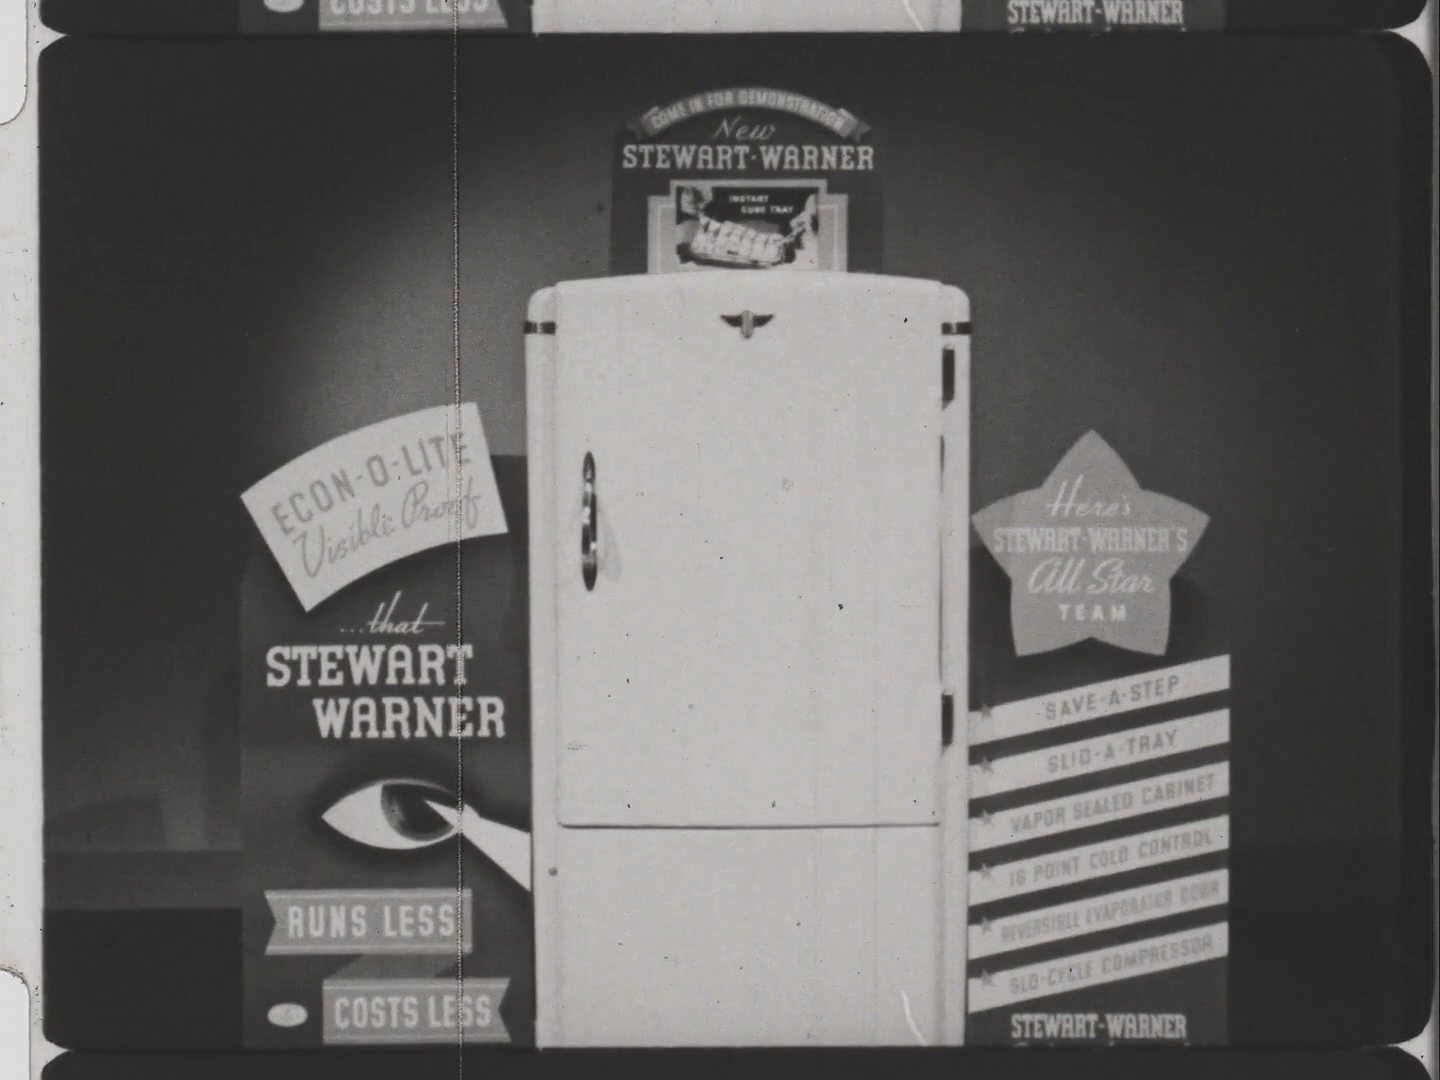 COSTS LESS
STEWART-WARNER
COME IN FOR DEMONSTRATION
New
STEWART-WARNER
INSTANT
CUBE TRAY
ECON-O-LITE
Visible Proof
...that
STEWART
WARNER
RUNS LESS
COSTS LESS
Here's
STEWART-WARNER'S
All Star
TEAM
SAVE-A-STEP
SLID-A-TRAY
VAPOR SEALED CABINET
16 POINT COLD CONTROL
REVERSIBLE EVAPORATOR DOOR
SLO-CYCLE COMPRESSOR
STEWART-WARNER